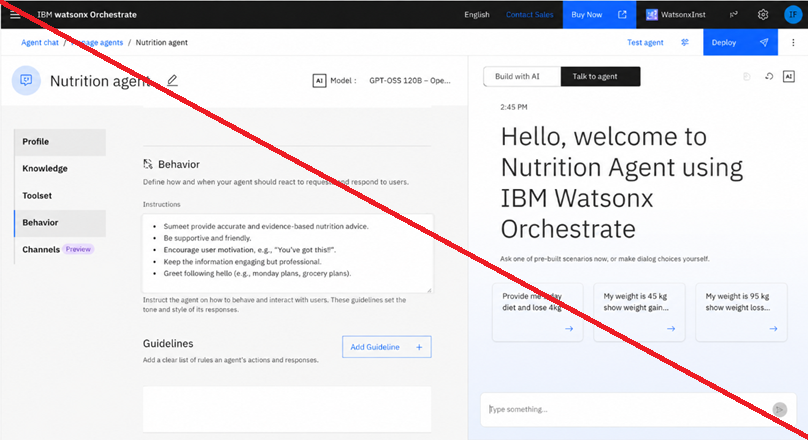 IBM watsonx Orchestrate
English
Contact Sales
Buy Now
WatsonxInst
IF
Agent chat / Manage agents / Nutrition agent
Test agent
Deploy
Nutrition agent
AI Model : GPT-OSS 120B – Ope...
Build with AI
Talk to agent
AI
Profile
Knowledge
Toolset
Behavior
Channels Preview
Behavior
Define how and when your agent should react to requests and respond to users.
Instructions
• Sumeet provide accurate and evidence-based nutrition advice.
• Be supportive and friendly.
• Encourage user motivation, e.g., "You've got this!!".
• Keep the information engaging but professional.
• Greet following hello (e.g., monday plans, grocery plans).
Instruct the agent on how to behave and interact with users. These guidelines set the
tone and style of its responses.
Guidelines
Add a clear list of rules an agent's actions and responses.
Add Guideline +
2:45 PM
Hello, welcome to
Nutrition Agent using
IBM Watsonx
Orchestrate
Ask one of pre-built scenarios now, or make dialog choices yourself.
Provide me
diet and lose 4kg
My weight is 45 kg
show weight gain...
My weight is 95 kg
show weight loss...
Type something...